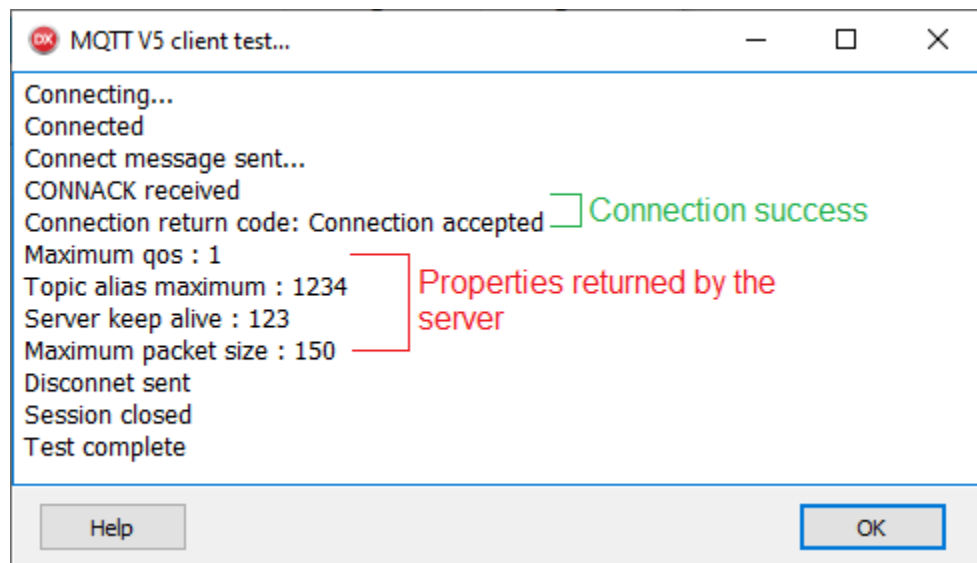 DX MQTT V5 client test...
Connecting...
Connected
Connect message sent...
CONNACK received
Connection return code: Connection accepted
Connection success
Maximum qos : 1
Topic alias maximum : 1234
Server keep alive : 123
Maximum packet size : 150
Properties returned by the
server
Disconnet sent
Session closed
Test complete
Help
OK